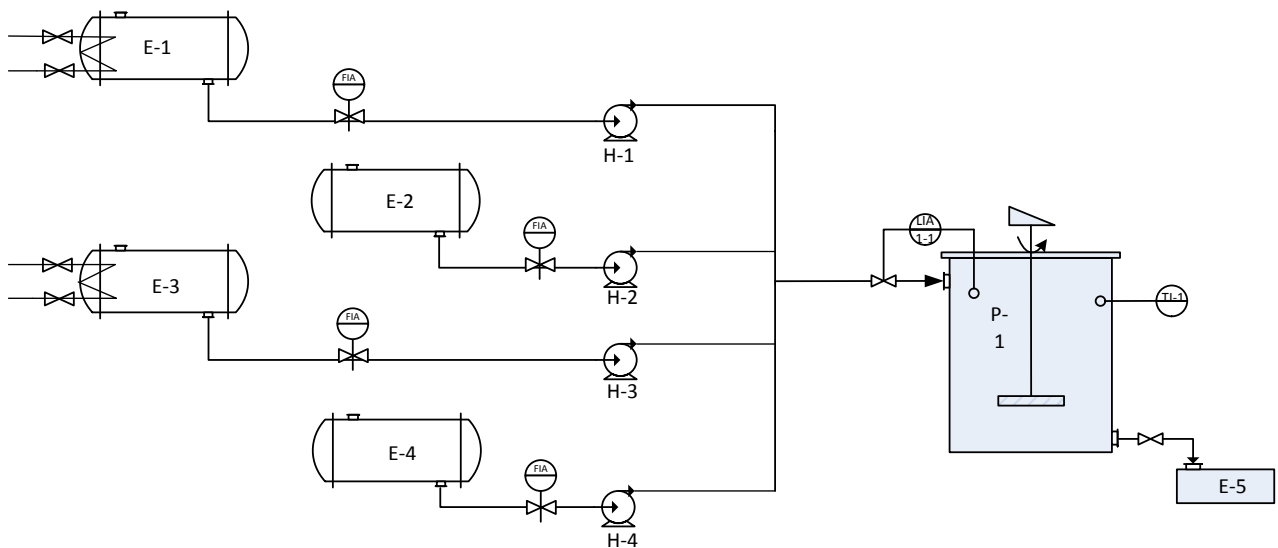 E-1
FIA
H-1
E-2
FIA
H-2
E-3
FIA
H-3
E-4
FIA
H-4
LIA
1-1
P-
1
TI-1
E-5